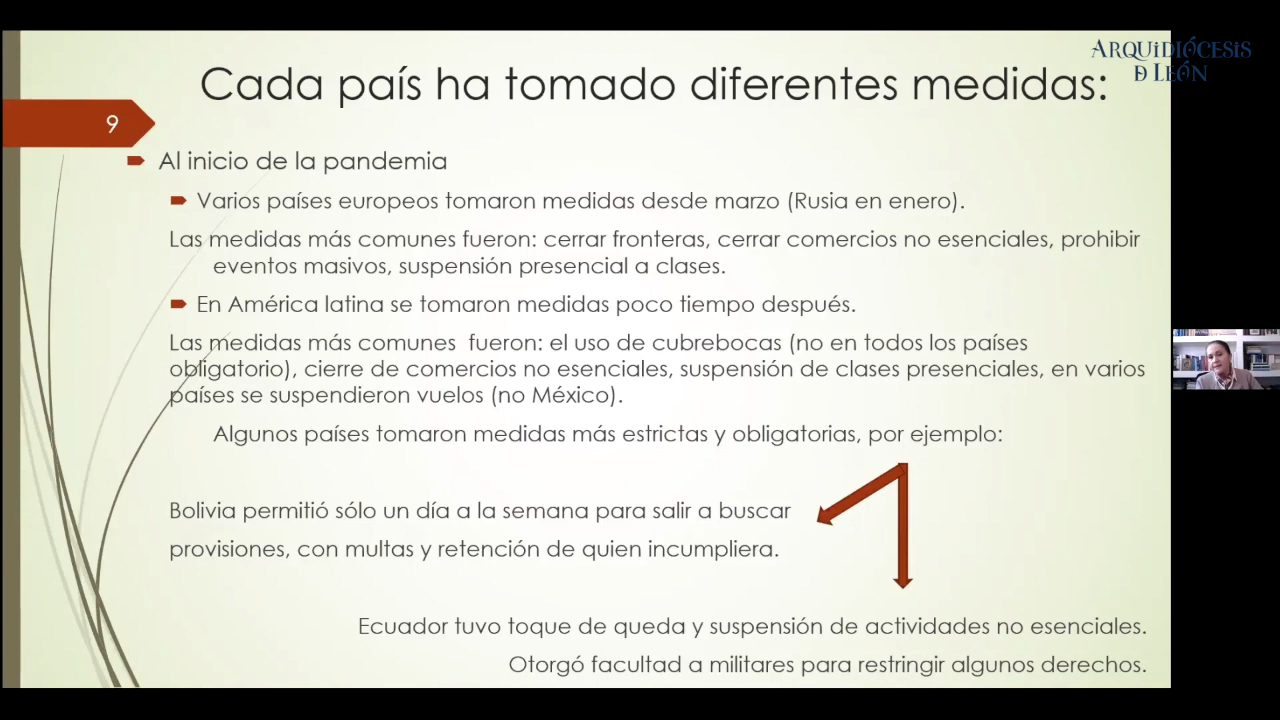 ARQUIDIÓCESIS
D LEÓN
Cada país ha tomado diferentes medidas:
9
Al inicio de la pandemia
Varios países europeos tomaron medidas desde marzo (Rusia en enero).
Las medidas más comunes fueron: cerrar fronteras, cerrar comercios no esenciales, prohibir
eventos masivos, suspensión presencial a clases.
En América latina se tomaron medidas poco tiempo después.
Las medidas más comunes  fueron: el uso de cubrebocas (no en todos los países
obligatorio), cierre de comercios no esenciales, suspensión de clases presenciales, en varios
países se suspendieron vuelos (no México).
Algunos países tomaron medidas más estrictas y obligatorias, por ejemplo:
Bolivia permitió sólo un día a la semana para salir a buscar
provisiones, con multas y retención de quien incumpliera.
Ecuador tuvo toque de queda y suspensión de actividades no esenciales.
Otorgó facultad a militares para restringir algunos derechos.